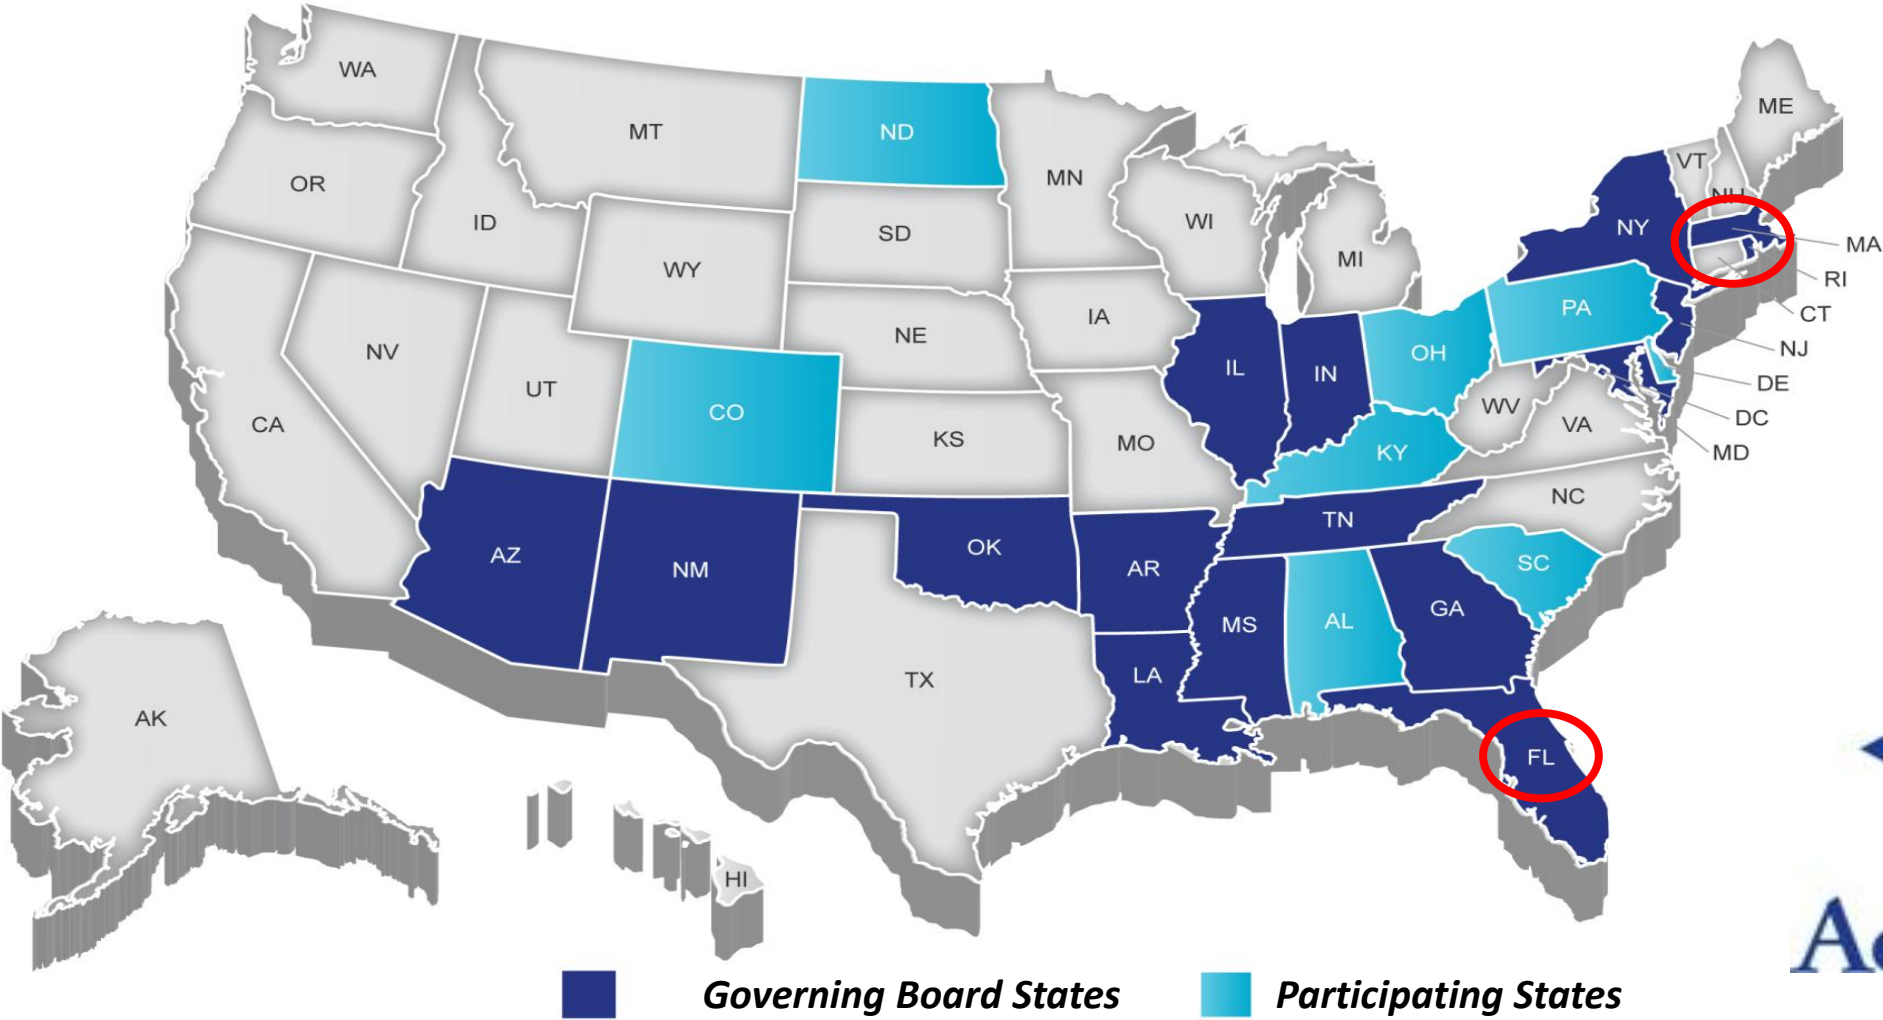 WA
MT
ND
MN
ME
VT
NH
OR
ID
SD
WI
MI
NY
MA
WY
RI
IA
PA
CT
NE
NV
UT
OH
NJ
IL
IN
DE
CO
WV
DC
CA
KS
MO
VA
KY
MD
NC
TN
AZ
NM
OK
AR
SC
GA
MS
AL
LA
TX
AK
FL
HI
Governing Board States
Participating States